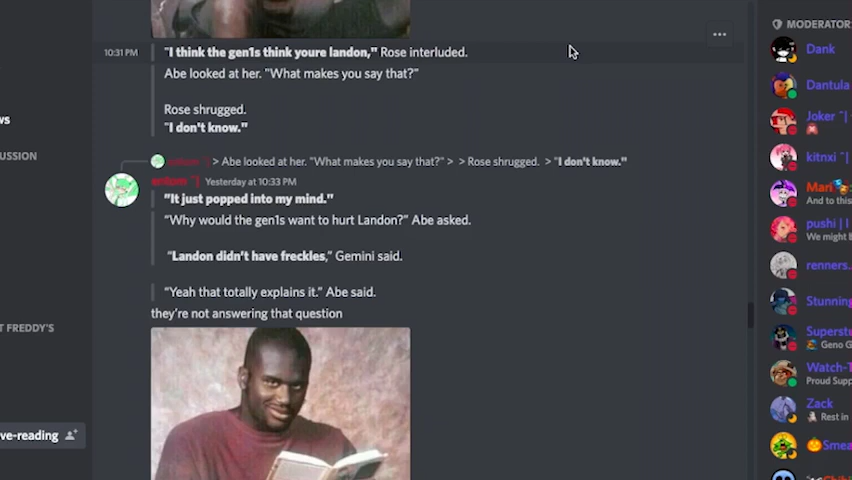 MODERATOR
10:31 PM
"I think the gen1s think youre landon," Rose interluded.
Abe looked at her. "What makes you say that?"
Rose shrugged.
"I don't know."
> Abe looked at her. "What makes you say that?" > > Rose shrugged. > "I don't know."
Yesterday at 10:33 PM
"It just popped into my mind."
"Why would the gen1s want to hurt Landon?" Abe asked.
"Landon didn't have freckles," Gemini said.
"Yeah that totally explains it." Abe said.
they're not answering that question
ws
USSION
T FREDDY'S
ve-reading
Dank
Dantula
Joker ^|
kitnxi ^|
Mari
And to this
pushi | I
We might b
renners.
Stunning
Superstu
Geno G
Watch-T
Proud Supp
Zack
Rest in
Smea